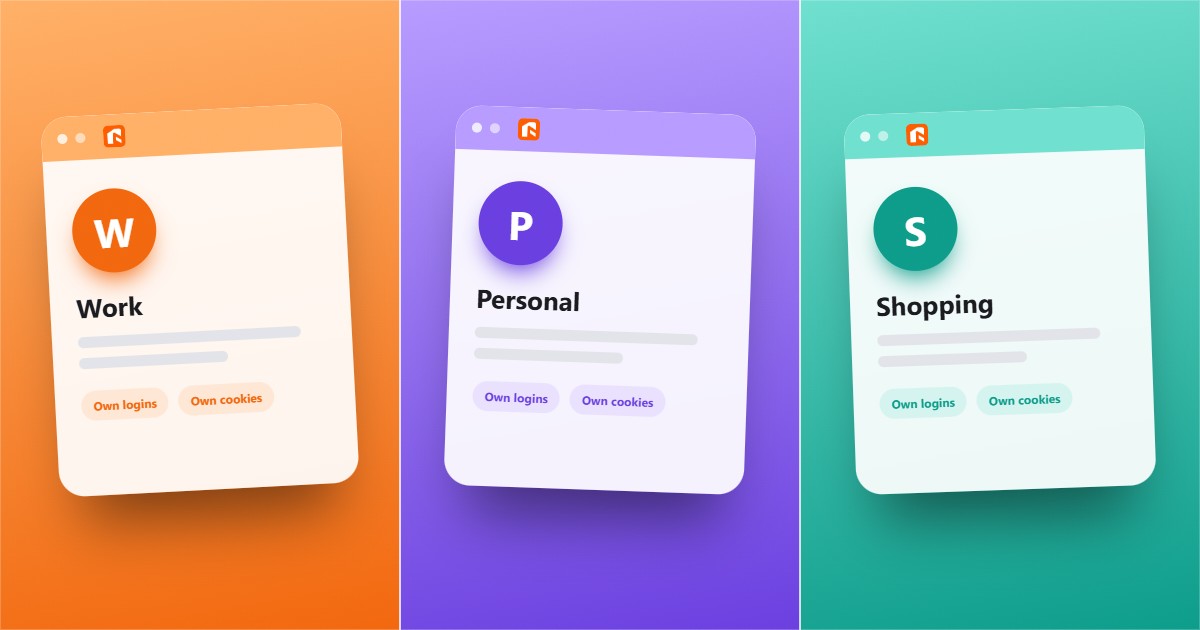 W
Work
Own logins
Own cookies
P
Personal
Own logins
Own cookies
S
Shopping
Own logins
Own cookies